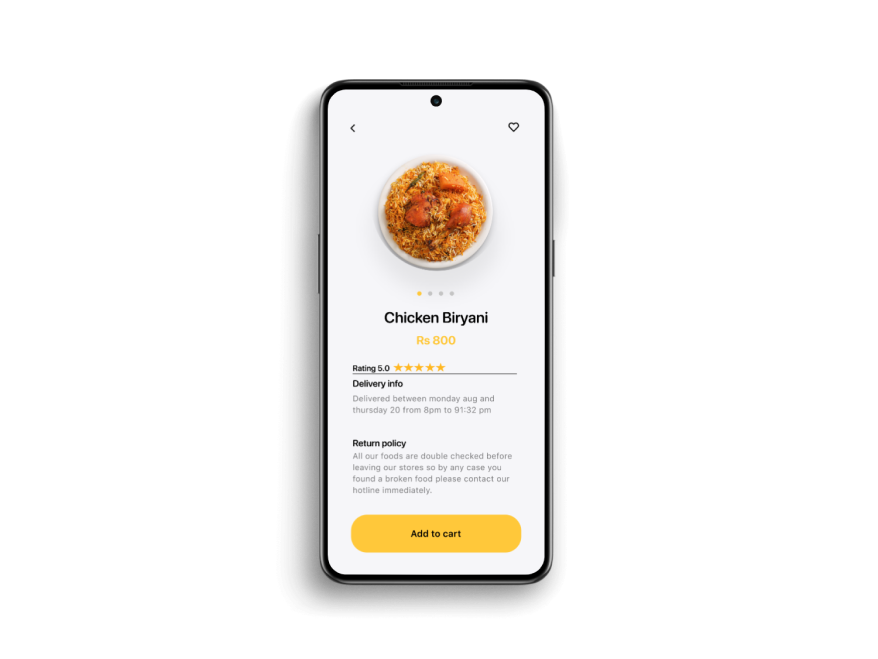 Chicken Biryani
Rs 800
Rating 5.0
Delivery info
Delivered between monday aug and
thursday 20 from 8pm to 91:32 pm
Return policy
All our foods are double checked before
leaving our stores so by any case you
found a broken food please contact our
hotline immediately.
Add to cart